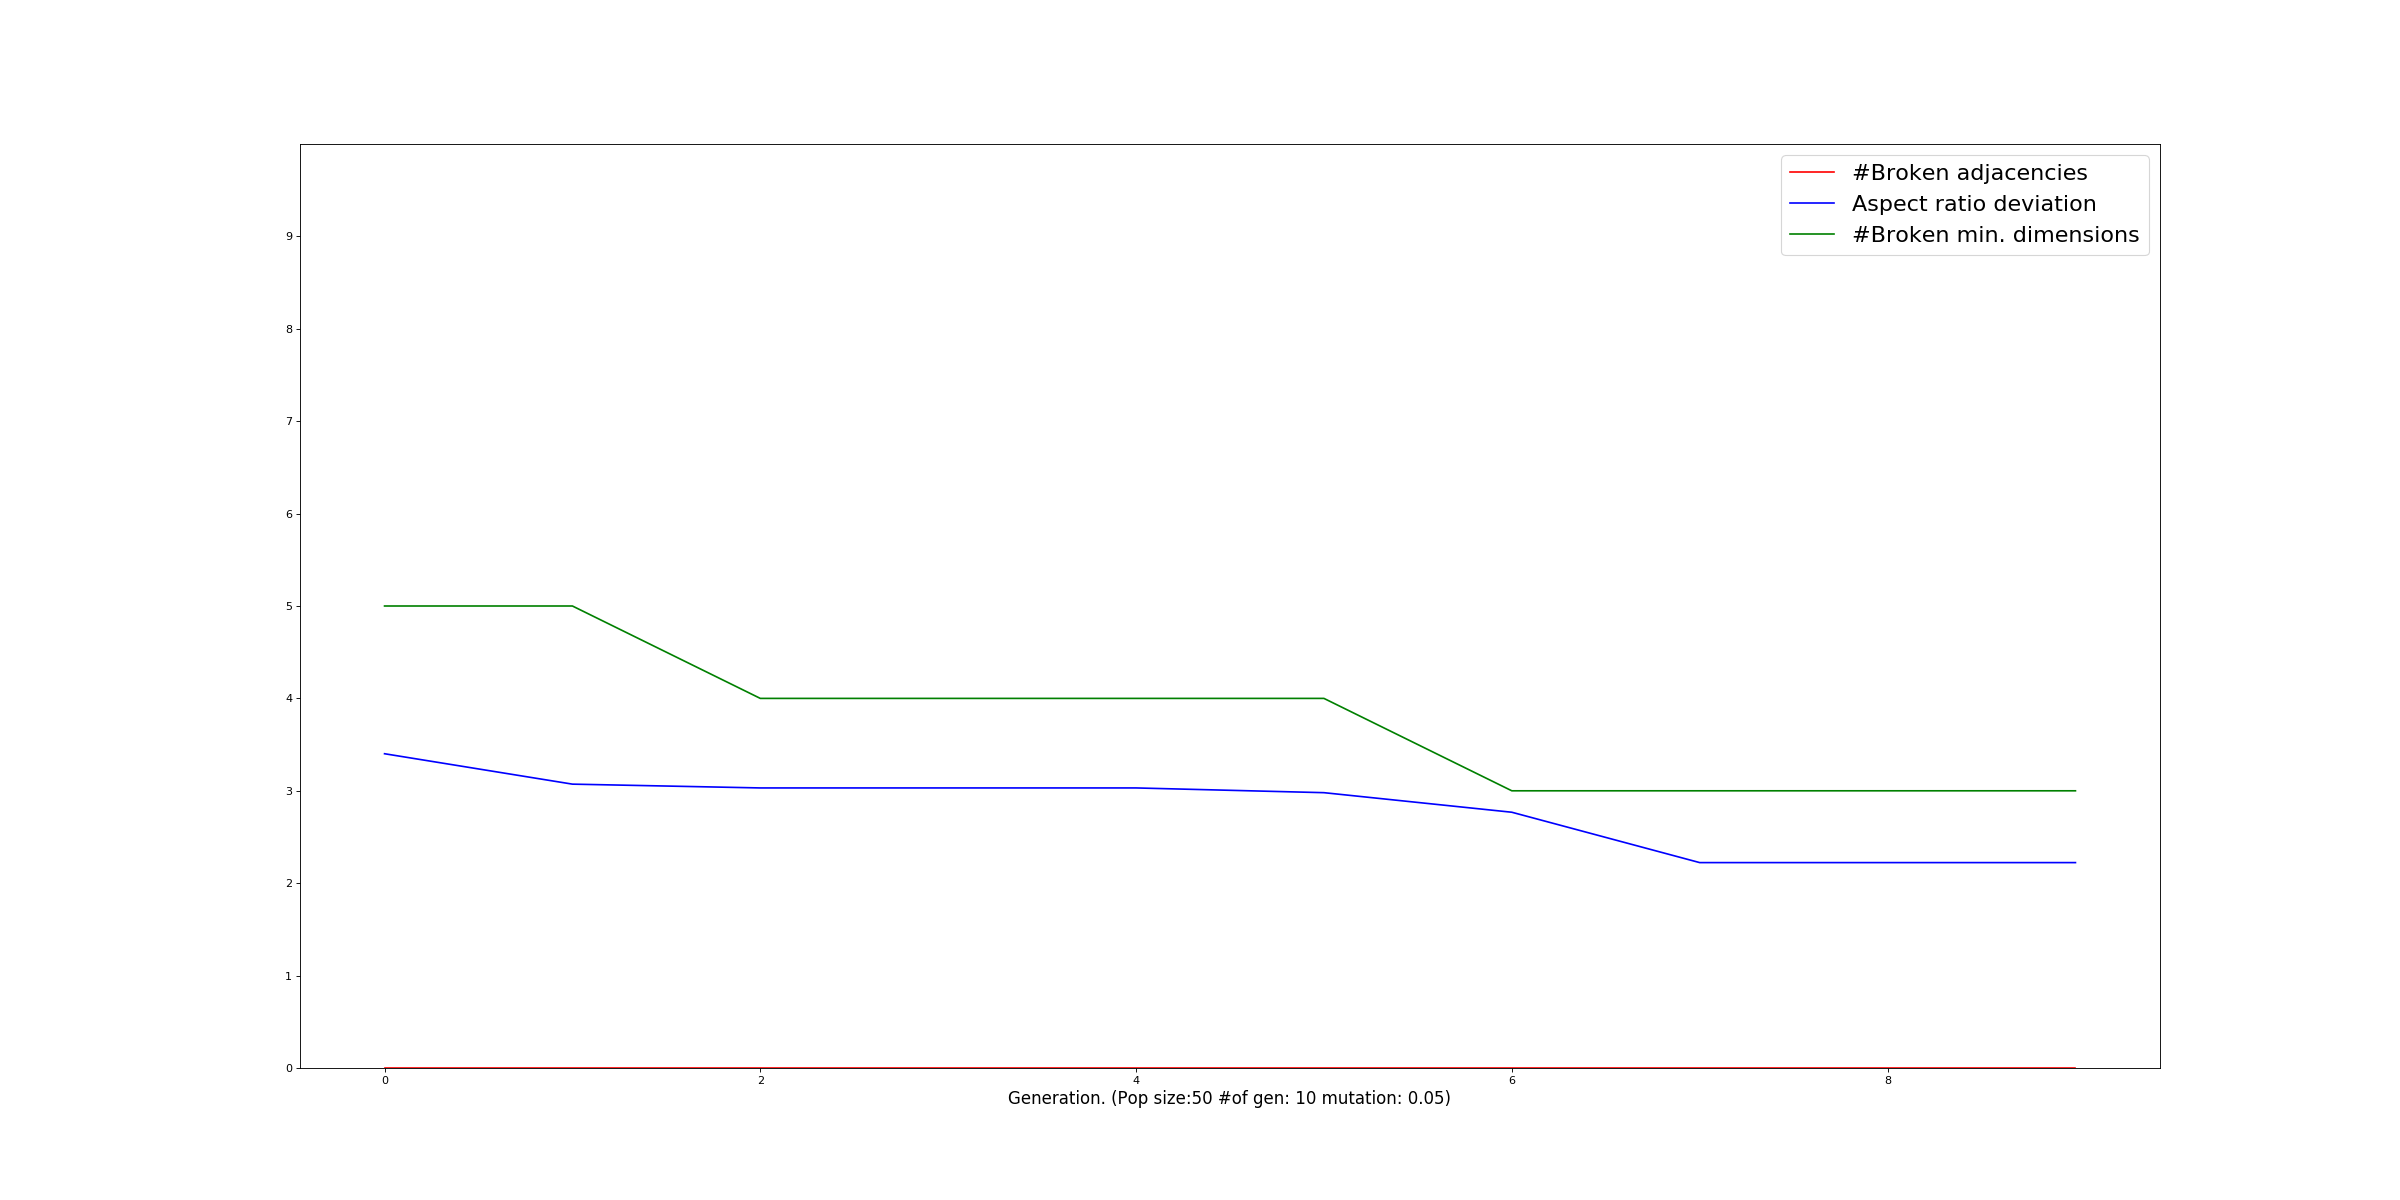 #Broken adjacencies
Aspect ratio deviation
#Broken min. dimensions
9
8
7
6
5
4
3
2
1
0
0 2 4 6 8
Generation. (Pop size:50 #of gen: 10 mutation: 0.05)